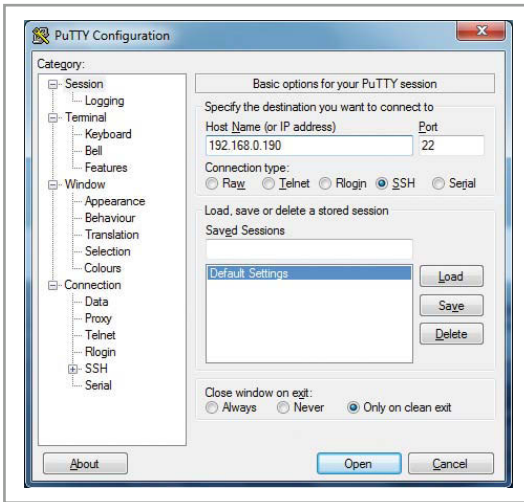 PuTTY Configuration
Category:
Session
Logging
Terminal
Keyboard
Bell
Features
Window
Appearance
Behaviour
Translation
Selection
Colours
Connection
Data
Proxy
Telnet
Rlogin
SSH
Serial
Basic options for your PuTTY session
Specify the destination you want to connect to
Host Name (or IP address) Port
192.168.0.190 22
Connection type:
Raw Telnet Rlogin SSH Serial
Load, save or delete a stored session
Saved Sessions
Default Settings
Load
Save
Delete
Close window on exit:
Always Never Only on clean exit
About Open Cancel